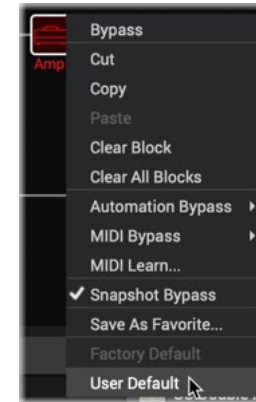 Bypass
Amp
Cut
Copy
Paste
Clear Block
Clear All Blocks
Automation Bypass
MIDI Bypass
MIDI Learn...
Snapshot Bypass
Save As Favorite...
Factory Default
User Default